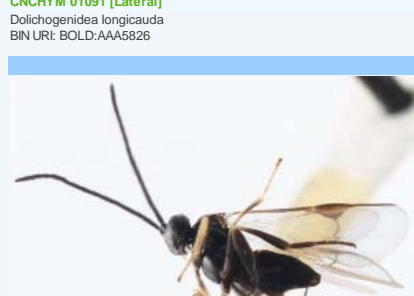 CNCHYM 01091 [Lateral]
Dolichogenidea longicauda
BIN URI: BOLD:AAA5826